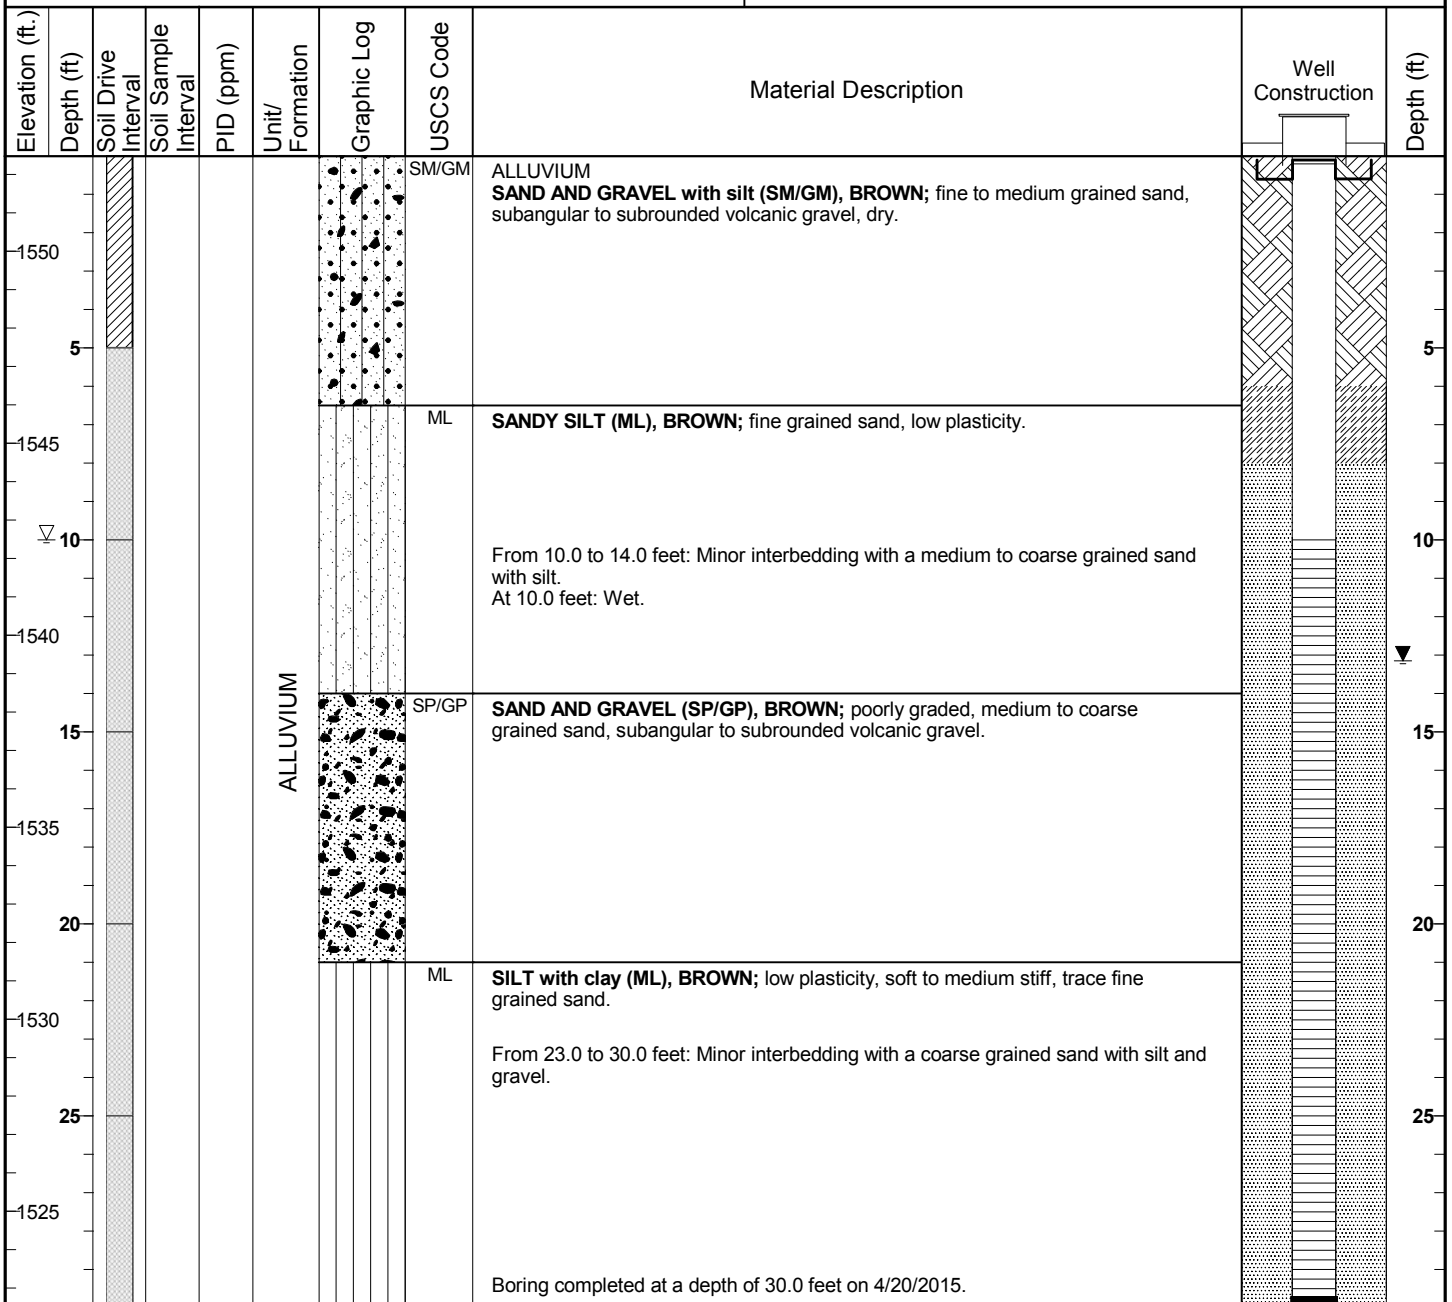 Elevation (ft.)
Depth (ft)
Soil Drive
Interval
Soil Sample
Interval
PID (ppm)
Unit/
Formation
Graphic Log
USCS Code
Material Description
Well
Construction
Depth (ft)
SM/GM
ALLUVIUM
SAND AND GRAVEL with silt (SM/GM), BROWN; fine to medium grained sand,
subangular to subrounded volcanic gravel, dry.
1550
5
5
ML
SANDY SILT (ML), BROWN; fine grained sand, low plasticity.
1545
10
10
From 10.0 to 14.0 feet: Minor interbedding with a medium to coarse grained sand
with silt.
At 10.0 feet: Wet.
1540
ALLUVIUM
SP/GP
SAND AND GRAVEL (SP/GP), BROWN; poorly graded, medium to coarse
grained sand, subangular to subrounded volcanic gravel.
15
15
1535
20
20
ML
SILT with clay (ML), BROWN; low plasticity, soft to medium stiff, trace fine
grained sand.
1530
From 23.0 to 30.0 feet: Minor interbedding with a coarse grained sand with silt and
gravel.
25
25
1525
Boring completed at a depth of 30.0 feet on 4/20/2015.